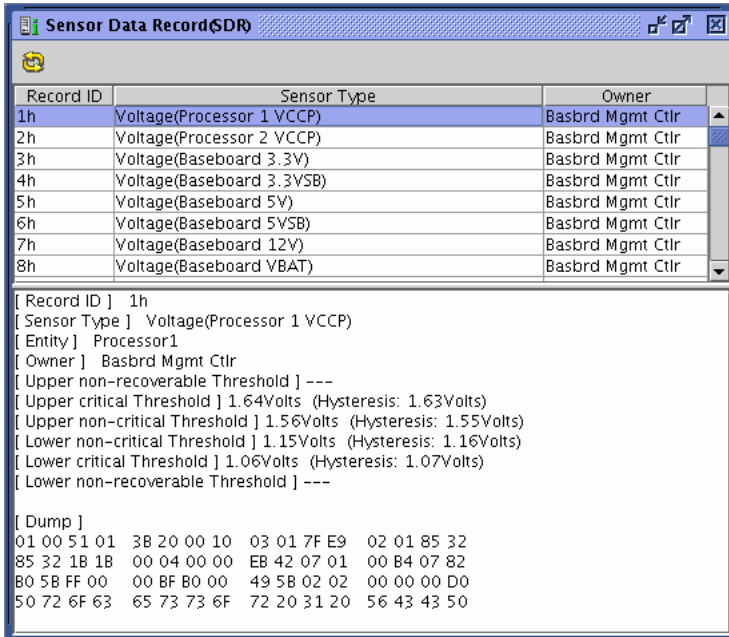 Sensor Data Record(SDR)
Record ID Sensor Type Owner
1h Voltage(Processor 1 VCCP) Basbrd Mgmt Ctlr
2h Voltage(Processor 2 VCCP) Basbrd Mgmt Ctlr
3h Voltage(Baseboard 3.3V) Basbrd Mgmt Ctlr
4h Voltage(Baseboard 3.3VSB) Basbrd Mgmt Ctlr
5h Voltage(Baseboard 5V) Basbrd Mgmt Ctlr
6h Voltage(Baseboard 5VSB) Basbrd Mgmt Ctlr
7h Voltage(Baseboard 12V) Basbrd Mgmt Ctlr
8h Voltage(Baseboard VBAT) Basbrd Mgmt Ctlr
[ Record ID ] 1h
[ Sensor Type ] Voltage(Processor 1 VCCP)
[ Entity ] Processor1
[ Owner ] Basbrd Mgmt Ctlr
[ Upper non-recoverable Threshold ] ---
[ Upper critical Threshold ] 1.64Volts (Hysteresis: 1.63Volts)
[ Upper non-critical Threshold ] 1.56Volts (Hysteresis: 1.55Volts)
[ Lower non-critical Threshold ] 1.15Volts (Hysteresis: 1.16Volts)
[ Lower critical Threshold ] 1.06Volts (Hysteresis: 1.07Volts)
[ Lower non-recoverable Threshold ] ---
[ Dump ]
01 00 51 01 3B 20 00 10 03 01 7F E9 02 01 85 32
85 32 1B 1B 00 04 00 00 EB 42 07 01 00 B4 07 82
B0 5B FF 00 00 BF B0 00 49 5B 02 02 00 00 00 D0
50 72 6F 63 65 73 73 6F 72 20 31 20 56 43 43 50